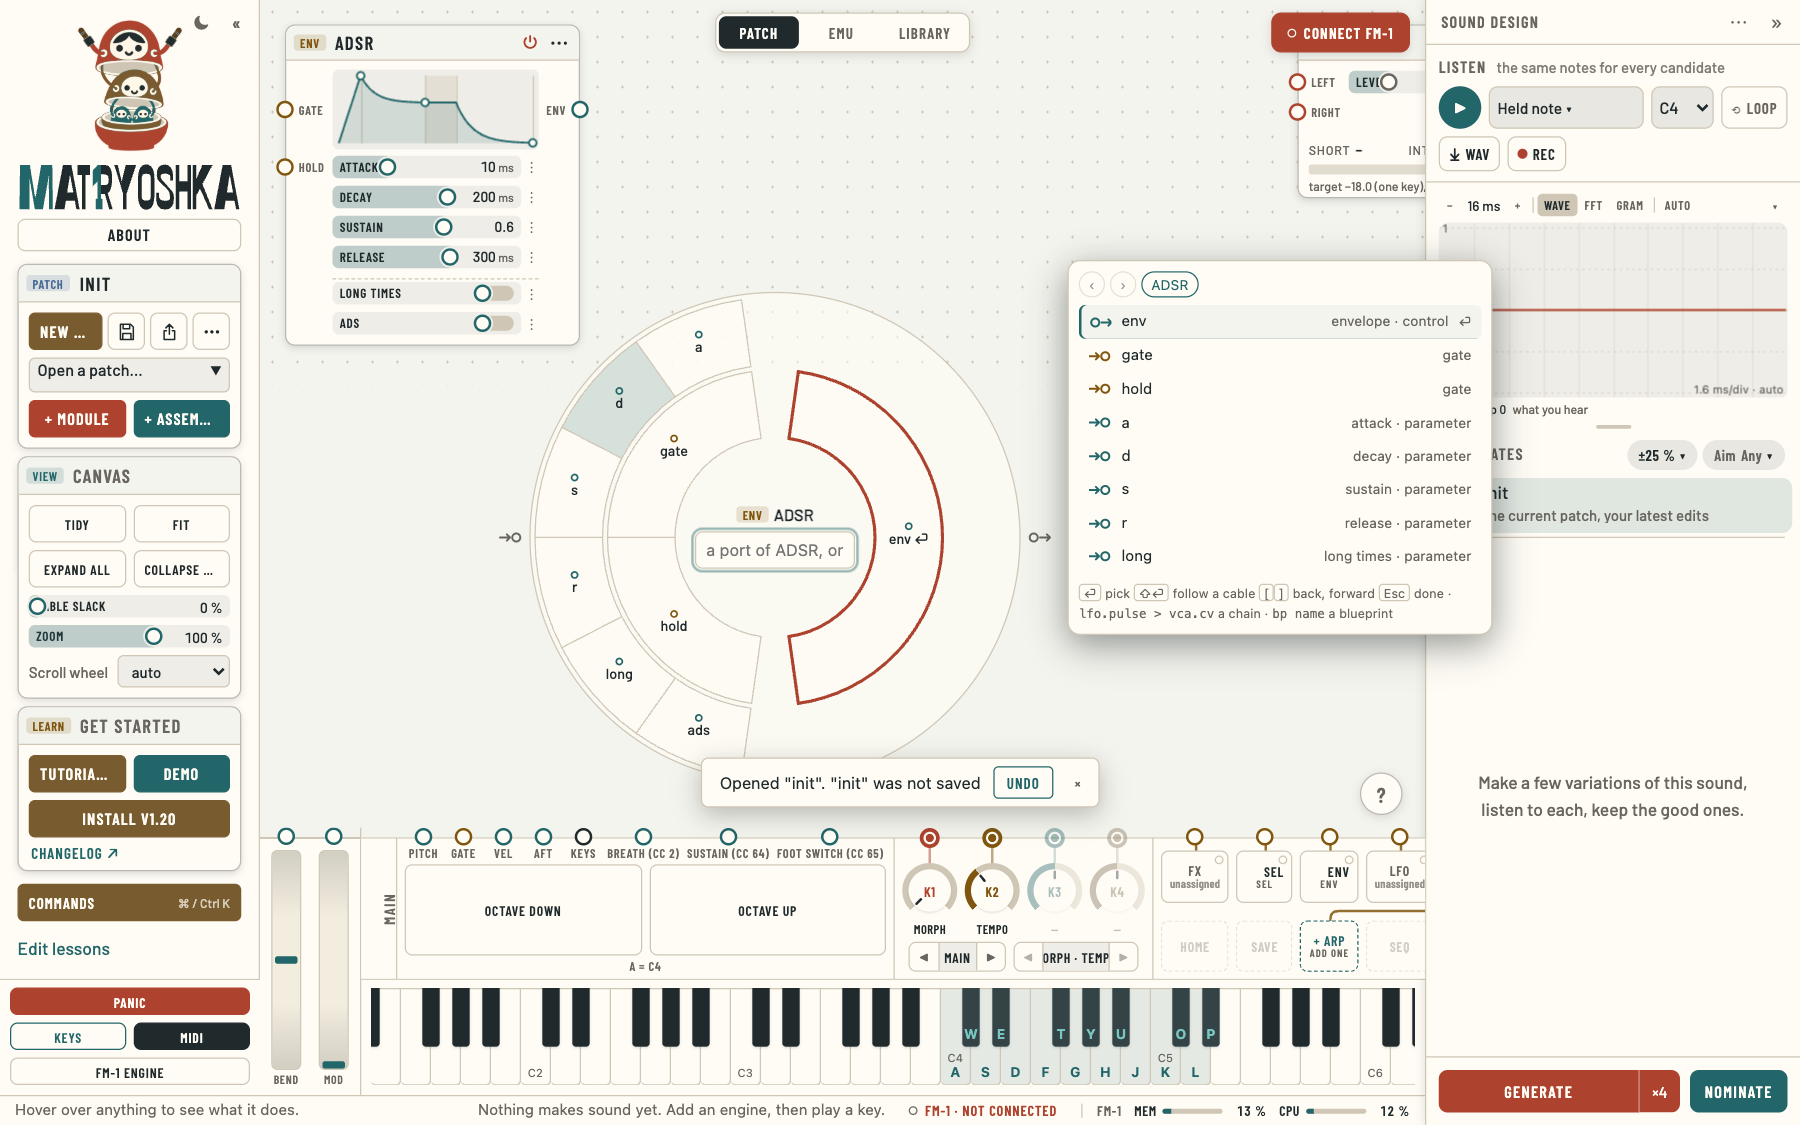 «
MATRYOSHKA
ABOUT
PATCH INIT
NEW ...
Open a patch...
+ MODULE
+ ASSEM...
VIEW CANVAS
TIDY
FIT
EXPAND ALL
COLLAPSE ...
BLE SLACK 0 %
ZOOM 100 %
Scroll wheel auto
LEARN GET STARTED
TUTORIA...
DEMO
INSTALL V1.20
CHANGELOG ↗
COMMANDS ⌘ / Ctrl K
Edit lessons
PANIC
KEYS
MIDI
FM-1 ENGINE
Hover over anything to see what it does.
ENV ADSR
GATE
ENV
HOLD
ATTACK 10 ms
DECAY 200 ms
SUSTAIN 0.6
RELEASE 300 ms
LONG TIMES
ADS
PATCH
EMU
LIBRARY
CONNECT FM-1
LEFT
LEVE
RIGHT
SHORT – INT
target –18.0 (one key),
a
d
gate
s
ENV ADSR
a port of ADSR, or
env ⏎
r
hold
long
ads
‹ › ADSR
env envelope · control ⏎
gate gate
hold gate
a attack · parameter
d decay · parameter
s sustain · parameter
r release · parameter
long long times · parameter
⏎ pick ⇧⏎ follow a cable [ ] back, forward Esc done ·
lfo.pulse > vca.cv a chain · bp name a blueprint
Opened "init". "init" was not saved UNDO ×
?
PITCH GATE VEL AFT KEYS BREATH (CC 2) SUSTAIN (CC 64) FOOT SWITCH (CC 65)
MAIN
OCTAVE DOWN
OCTAVE UP
A = C4
K1 K2 K3 K4
MORPH TEMPO – –
◀ MAIN ▶
◀ ORPH · TEMP ▶
FX
unassigned
SEL
SEL
ENV
ENV
LFO
unassigned
HOME
SAVE
+ ARP
ADD ONE
SEQ
BEND MOD
W E T Y U O P
C2 C3 C4 C5 C6
A S D F G H J K L
Nothing makes sound yet. Add an engine, then play a key.
FM-1 · NOT CONNECTED
FM-1 MEM 13 % CPU 12 %
SOUND DESIGN ··· »
LISTEN the same notes for every candidate
Held note ▾
C4
LOOP
WAV
REC
– 16 ms + WAVE FFT GRAM AUTO ▾
1
1.6 ms/div · auto
0 what you hear
ATES
±25 % ▾
Aim Any ▾
nit
ne current patch, your latest edits
Make a few variations of this sound,
listen to each, keep the good ones.
GENERATE ×4
NOMINATE